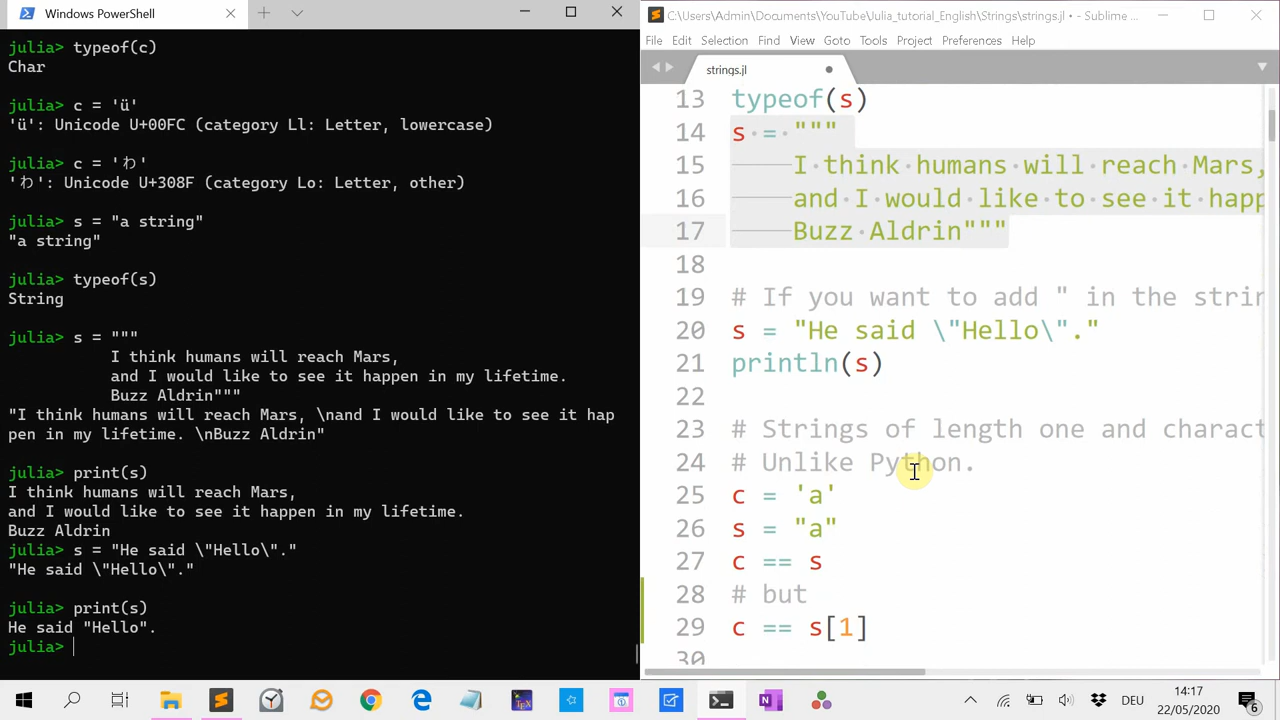 Windows PowerShell
julia> typeof(c)
Char
julia> c = 'ü'
'ü': Unicode U+00FC (category Ll: Letter, lowercase)
julia> c = 'わ'
'わ': Unicode U+308F (category Lo: Letter, other)
julia> s = "a string"
"a string"
julia> typeof(s)
String
julia> s = """
I think humans will reach Mars,
and I would like to see it happen in my lifetime.
Buzz Aldrin"""
"I think humans will reach Mars, \nand I would like to see it hap
pen in my lifetime. \nBuzz Aldrin"
julia> print(s)
I think humans will reach Mars,
and I would like to see it happen in my lifetime.
Buzz Aldrin
julia> s = "He said \"Hello\"."
"He said \"Hello\"."
julia> print(s)
He said "Hello".
julia>
C:\Users\Admin\Documents\YouTube\Julia_tutorial_English\Strings\strings.jl • - Sublime ...
File Edit Selection Find View Goto Tools Project Preferences Help
strings.jl
13 typeof(s)
14 s = """
15 I think humans will reach Mars,
16 and I would like to see it happ
17 Buzz Aldrin"""
18
19 # If you want to add " in the strin
20 s = "He said \"Hello\"."
21 println(s)
22
23 # Strings of length one and charact
24 # Unlike Python.
25 c = 'a'
26 s = "a"
27 c == s
28 # but
29 c == s[1]
30
TEX
DEU
14:17
22/05/2020
6